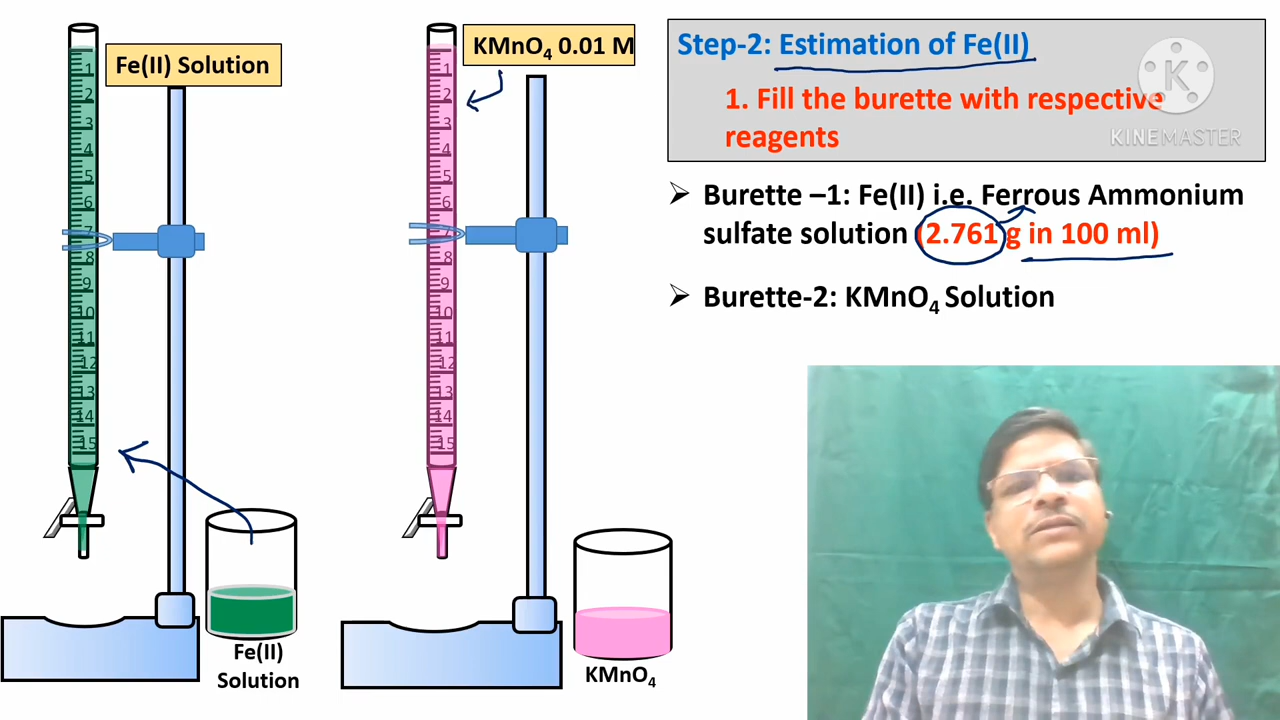 Fe(II) Solution
KMnO₄ 0.01 M
Step-2: Estimation of Fe(II)
1. Fill the burette with respective
reagents
KINEMASTER
K
➢ Burette –1: Fe(II) i.e. Ferrous Ammonium
sulfate solution (2.761 g in 100 ml)
➢ Burette-2: KMnO₄ Solution
1
2
3
4
5
6
7
8
9
10
11
12
13
14
15
1
2
3
4
5
6
7
8
9
10
11
12
13
14
15
Fe(II)
Solution
KMnO₄